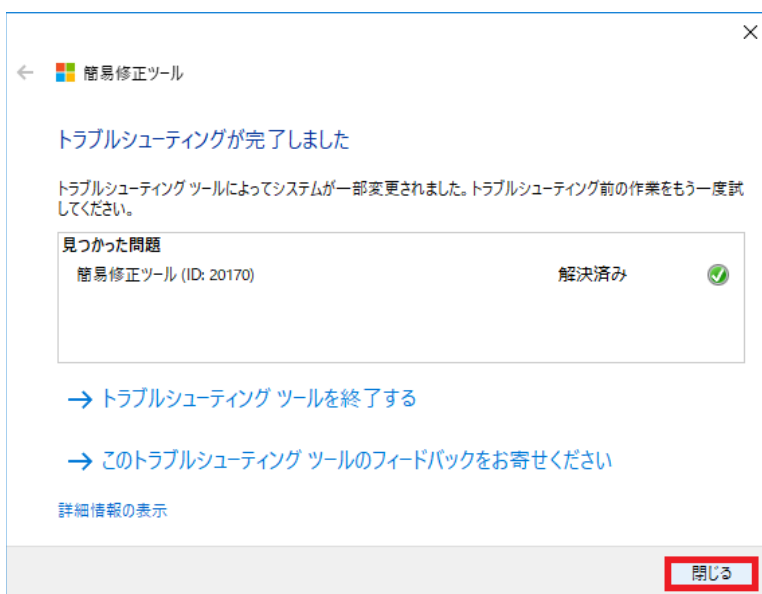 簡易修正ツール
トラブルシューティングが完了しました
トラブルシューティング ツールによってシステムが一部変更されました。トラブルシューティング前の作業をもう一度試
してください。
見つかった問題
簡易修正ツール (ID: 20170) 解決済み
トラブルシューティング ツールを終了する
このトラブルシューティング ツールのフィードバックをお寄せください
詳細情報の表示
閉じる